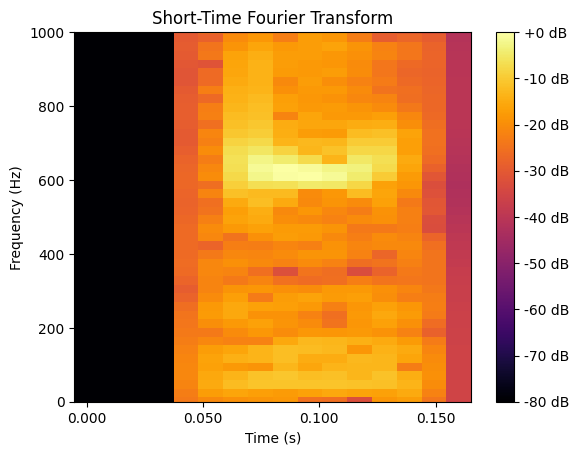 Short-Time Fourier Transform
1000
800
600
400
200
0
Frequency (Hz)
0.000
0.050
0.100
0.150
Time (s)
+0 dB
-10 dB
-20 dB
-30 dB
-40 dB
-50 dB
-60 dB
-70 dB
-80 dB